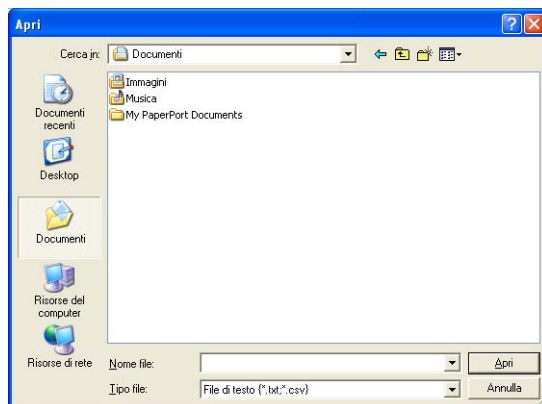 Apri
Cerca in: Documenti
Immagini
Musica
My PaperPort Documents
Documenti
recenti
Desktop
Documenti
Risorse del
computer
Risorse di rete
Nome file: Apri
Tipo file: File di testo {*.txt;*.csv} Annulla